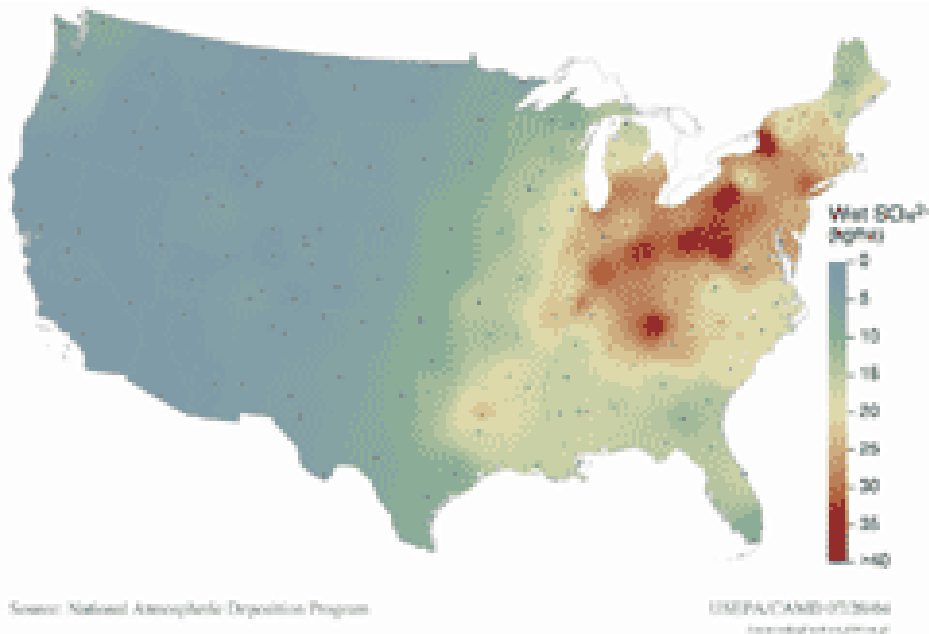 Wet SO₄²⁻
(kg/ha)
0
5
10
15
20
25
30
35
>40
Source: National Atmospheric Deposition Program
USEPA/CAMD